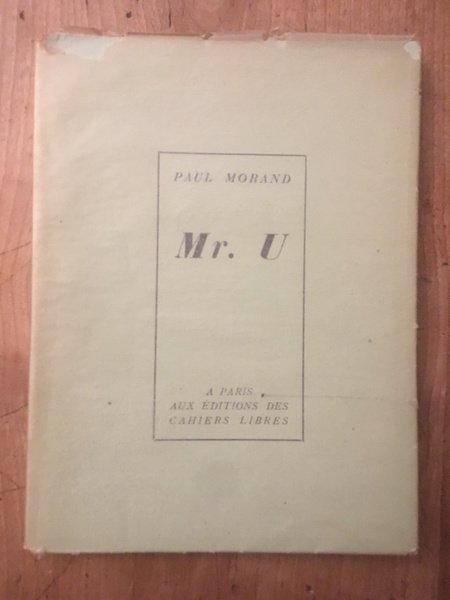 PAUL MORAND
Mr. U
A PARIS
AUX ÉDITIONS DES
CAHIERS LIBRES